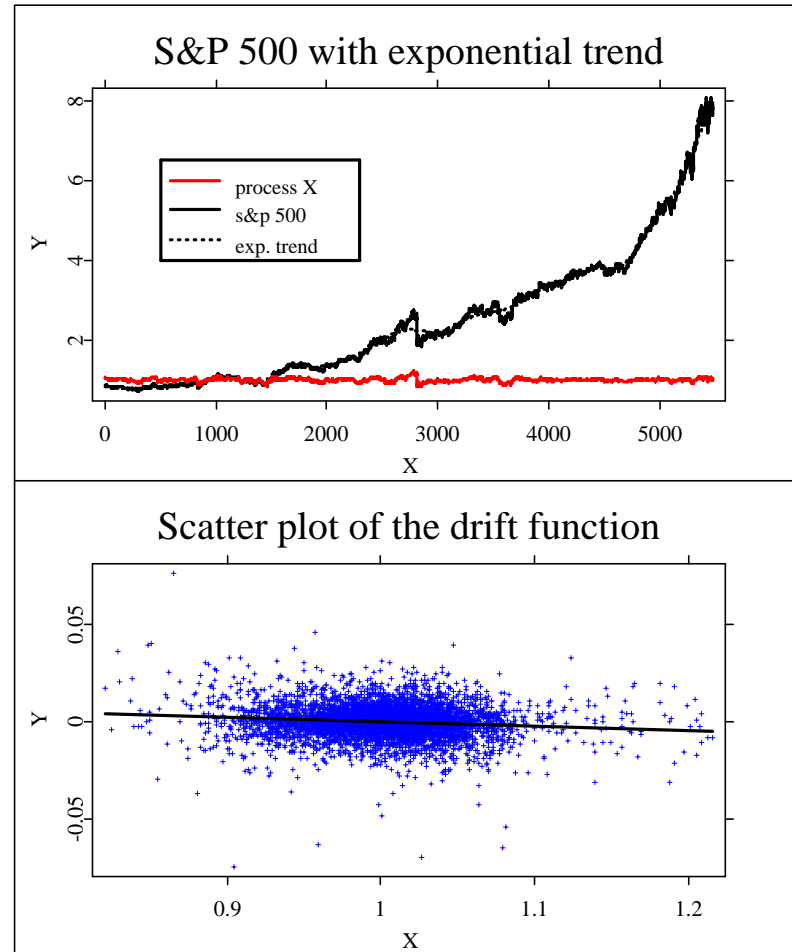 S&P 500 with exponential trend
8
6
4
2
Y
process X
s&p 500
exp. trend
0 1000 2000 3000 4000 5000
X
Scatter plot of the drift function
0.05
0
-0.05
Y
0.9 1 1.1 1.2
X